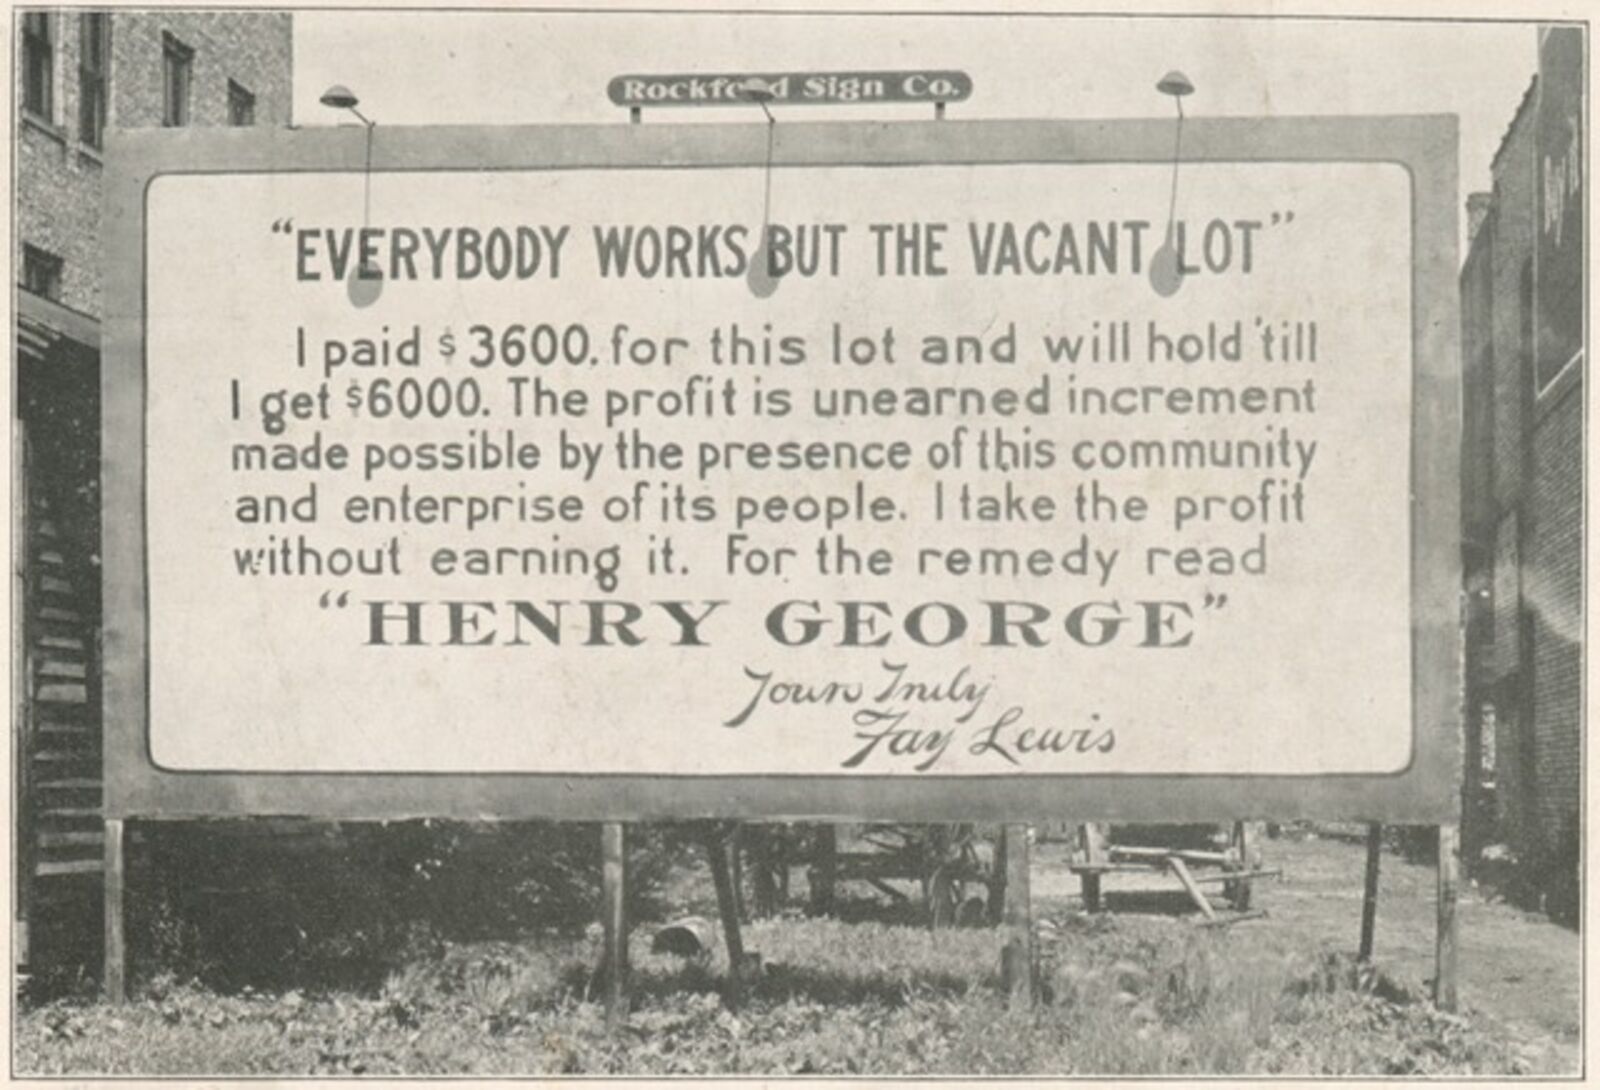 Rockford Sign Co.
“EVERYBODY WORKS BUT THE VACANT LOT”
I paid $3600. for this lot and will hold 'till
I get $6000. The profit is unearned increment
made possible by the presence of this community
and enterprise of its people. I take the profit
without earning it. For the remedy read
“HENRY GEORGE”
Yours Truly
Fay Lewis